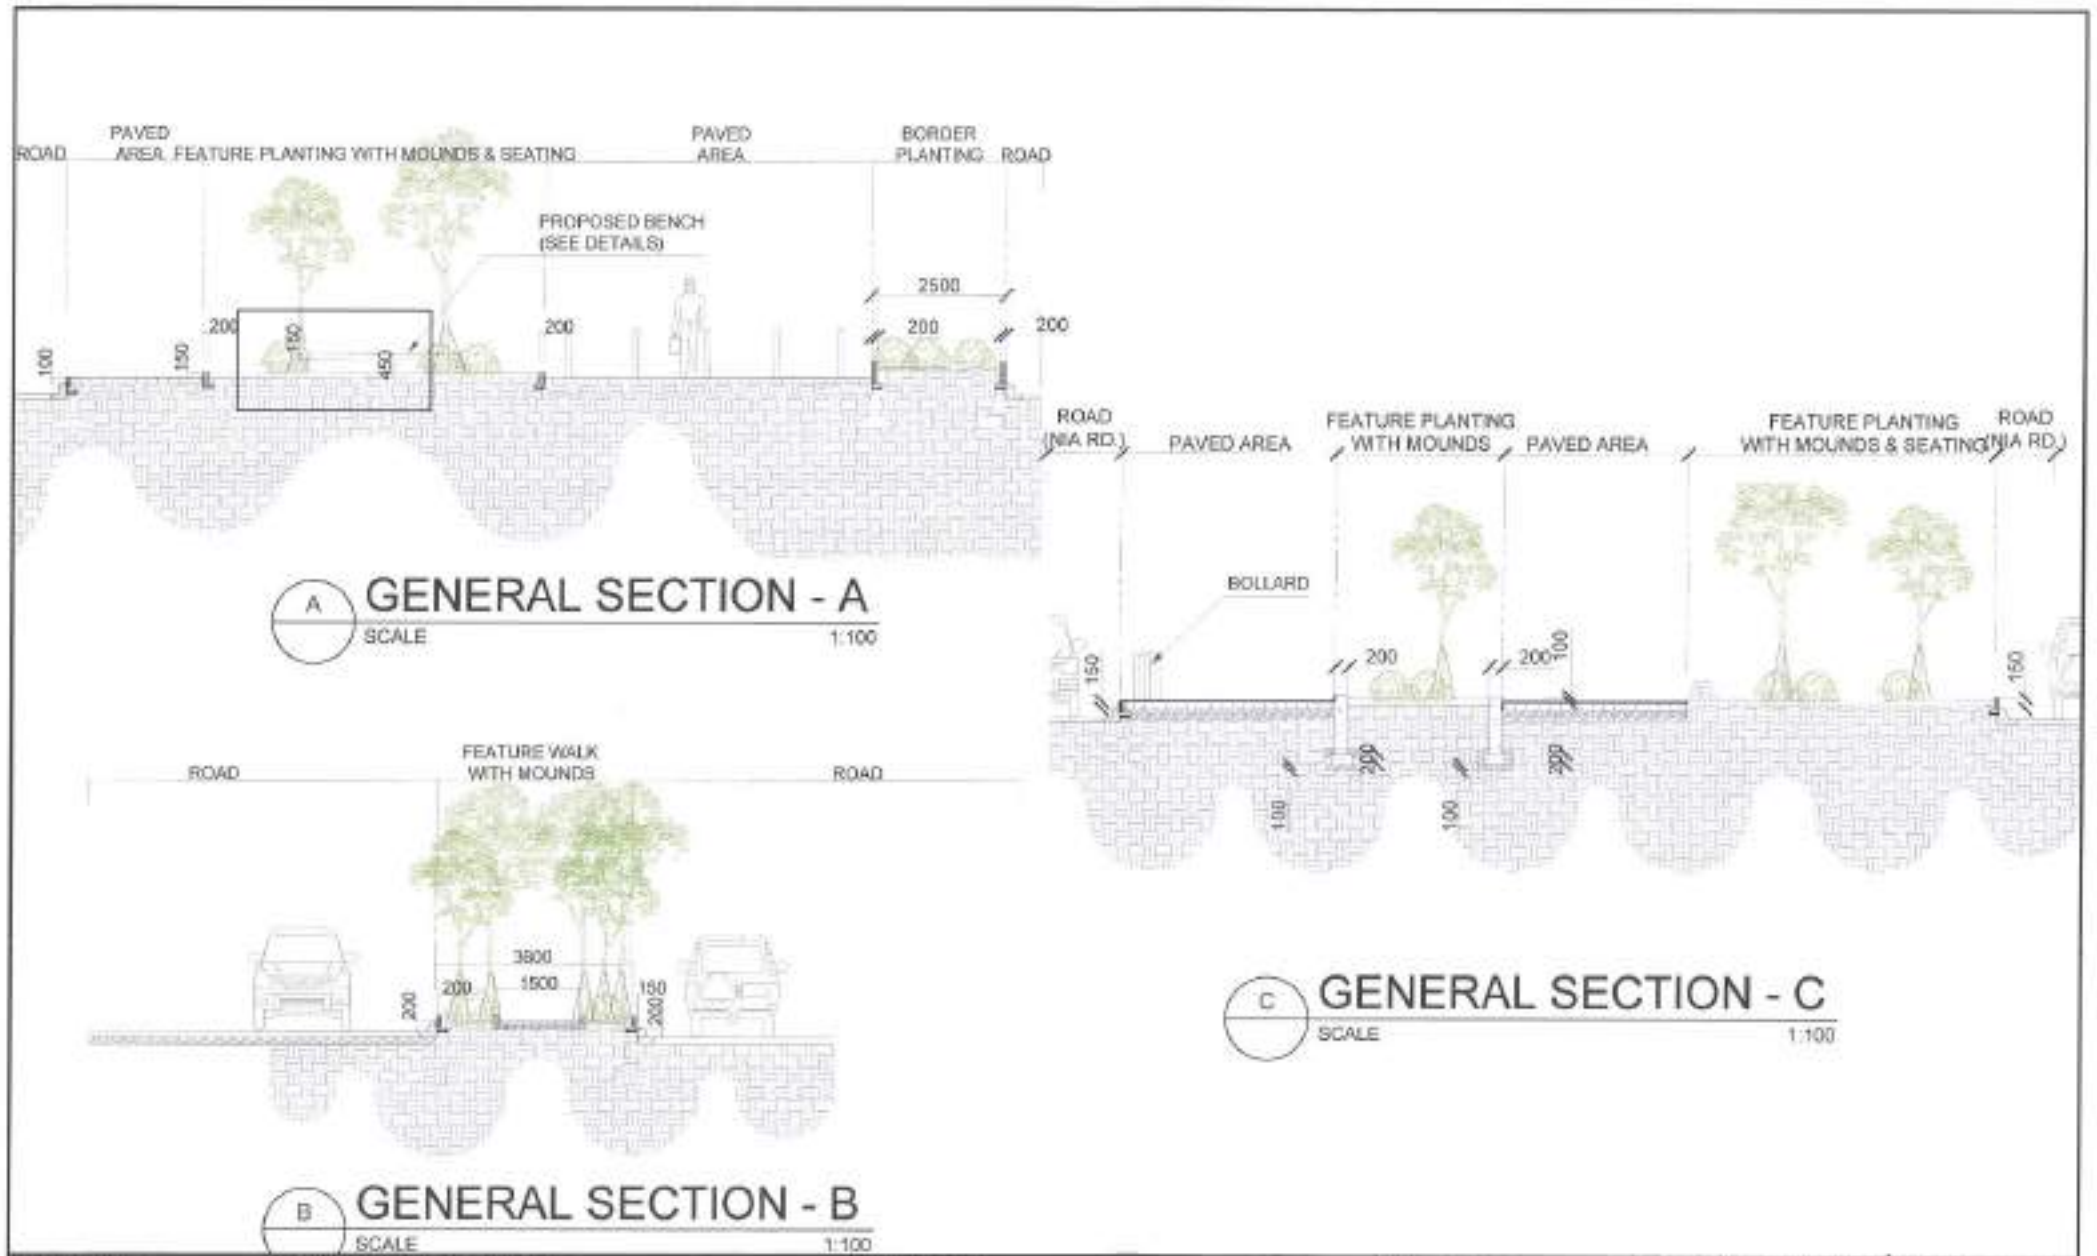 PAVED
ROAD AREA FEATURE PLANTING WITH MOUNDS & SEATING
PAVED
AREA
BORDER
PLANTING
ROAD
PROPOSED BENCH
(SEE DETAILS)
2500
200
150
200
200
200
100
150
450
A
GENERAL SECTION - A
SCALE 1:100
ROAD
(NIA RD.)
PAVED AREA
FEATURE PLANTING
WITH MOUNDS
PAVED AREA
FEATURE PLANTING
WITH MOUNDS & SEATING
ROAD
(NIA RD.)
BOLLARD
150
200
200
100
150
200
200
100
100
C
GENERAL SECTION - C
SCALE 1:100
ROAD
FEATURE WALK
WITH MOUNDS
ROAD
200
200
1500
150
200
B
GENERAL SECTION - B
SCALE 1:100